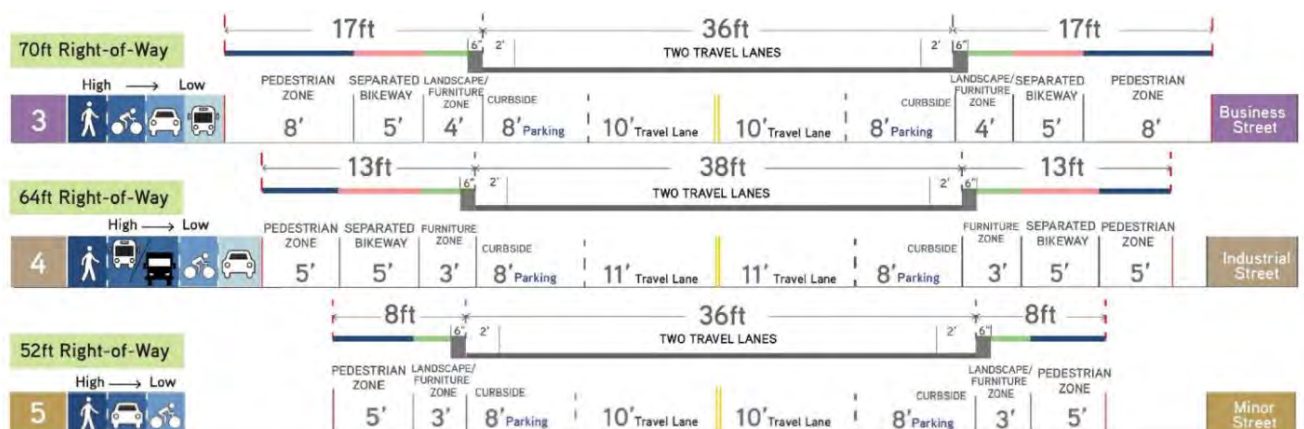 17ft 36ft 17ft
70ft Right-of-Way
6" 2' TWO TRAVEL LANES 2' 6"
High → Low
PEDESTRIAN ZONE SEPARATED BIKEWAY LANDSCAPE/ FURNITURE ZONE CURBSIDE CURBSIDE LANDSCAPE/ FURNITURE ZONE SEPARATED BIKEWAY PEDESTRIAN ZONE
3 8' 5' 4' 8' Parking 10' Travel Lane 10' Travel Lane 8' Parking 4' 5' 8' Business Street
13ft 38ft 13ft
64ft Right-of-Way
6" 2' TWO TRAVEL LANES 2' 6"
High → Low
PEDESTRIAN ZONE SEPARATED BIKEWAY FURNITURE ZONE CURBSIDE CURBSIDE FURNITURE ZONE SEPARATED BIKEWAY PEDESTRIAN ZONE
4 5' 5' 3' 8' Parking 11' Travel Lane 11' Travel Lane 8' Parking 3' 5' 5' Industrial Street
8ft 36ft 8ft
52ft Right-of-Way
6" 2' TWO TRAVEL LANES 2' 6"
High → Low
PEDESTRIAN ZONE LANDSCAPE/ FURNITURE ZONE CURBSIDE CURBSIDE LANDSCAPE/ FURNITURE ZONE PEDESTRIAN ZONE
5 5' 3' 8' Parking 10' Travel Lane 10' Travel Lane 8' Parking 3' 5' Minor Street